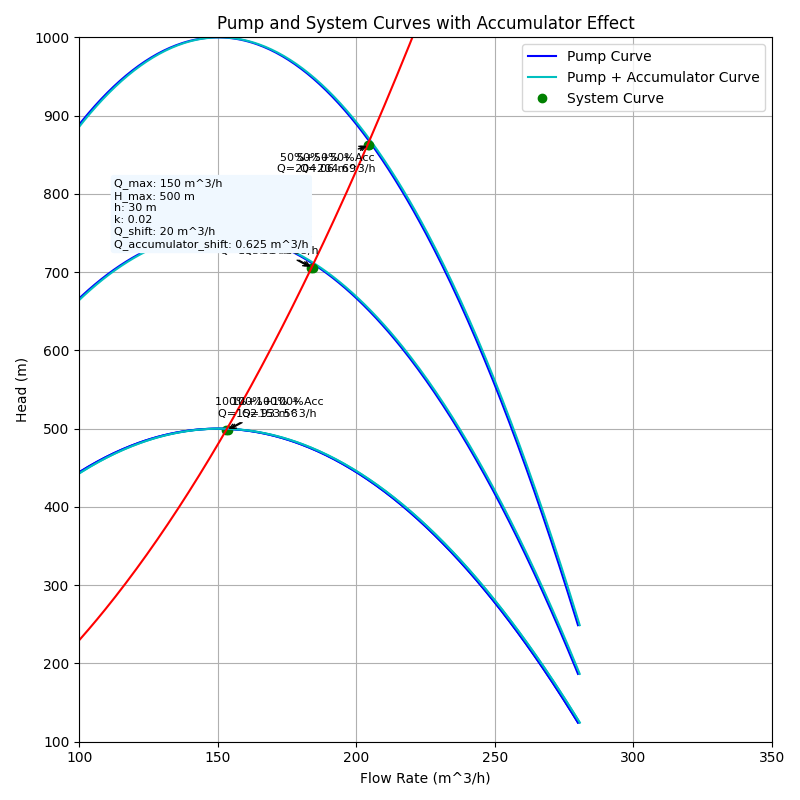 Pump and System Curves with Accumulator Effect
Pump Curve
Pump + Accumulator Curve
System Curve
Q_max: 150 m^3/h
H_max: 500 m
h: 30 m
k: 0.02
Q_shift: 20 m^3/h
Q_accumulator_shift: 0.625 m^3/h
Head (m)
1000
900
800
700
600
500
400
300
200
100
100
150
200
250
300
350
Flow Rate (m^3/h)